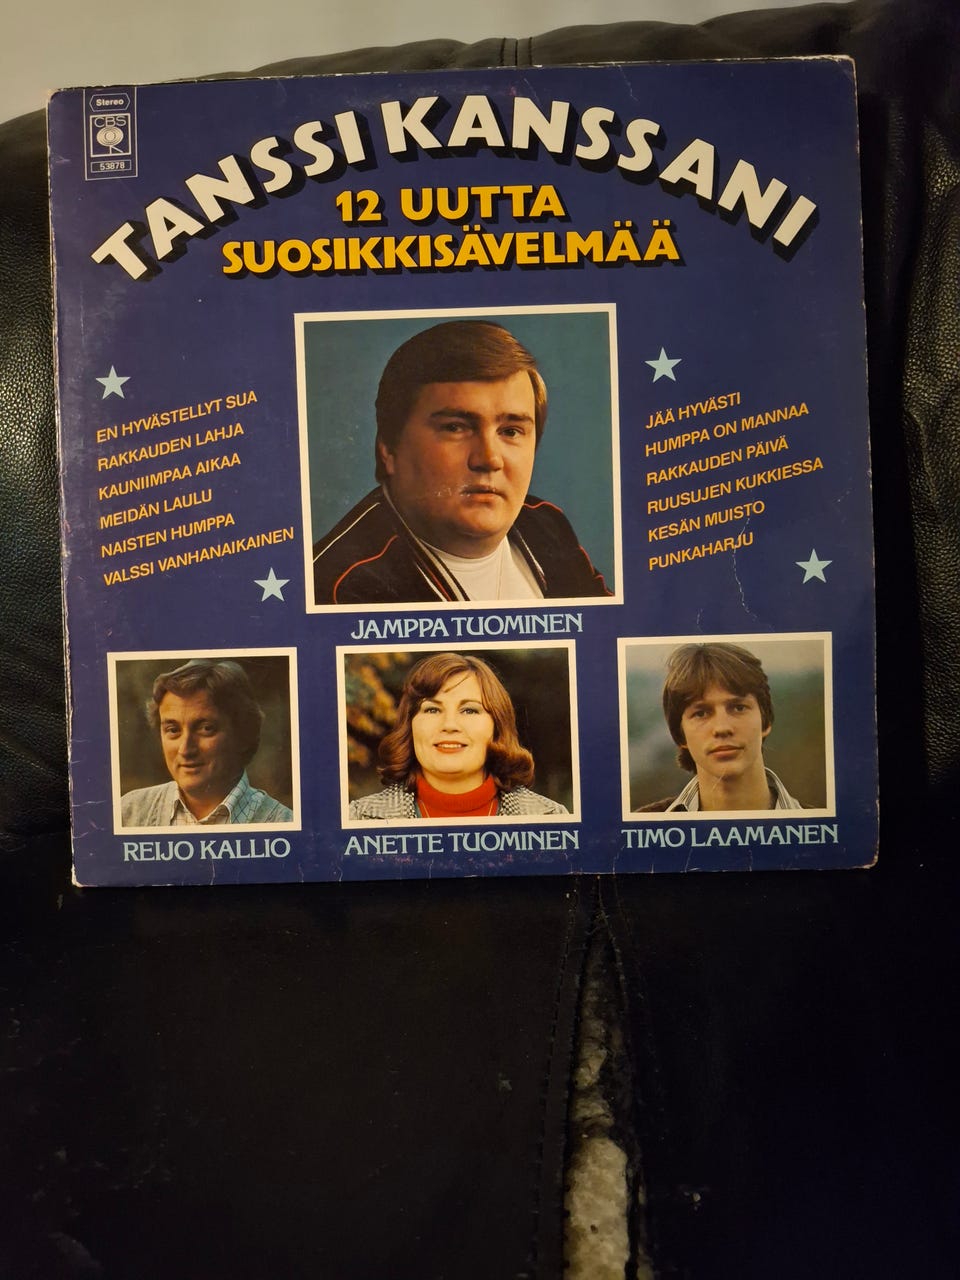 Stereo
CBS
53878
TANSSI KANSSANI
12 UUTTA
SUOSIKKISÄVELMÄÄ
EN HYVÄSTELLYT SUA
RAKKAUDEN LAHJA
KAUNIIMPAA AIKAA
MEIDÄN LAULU
NAISTEN HUMPPA
VALSSI VANHANAIKAINEN
JÄÄ HYVÄSTI
HUMPPA ON MANNAA
RAKKAUDEN PÄIVÄ
RUUSUJEN KUKKIESSA
KESÄN MUISTO
PUNKAHARJU
JAMPPA TUOMINEN
REIJO KALLIO
ANETTE TUOMINEN
TIMO LAAMANEN